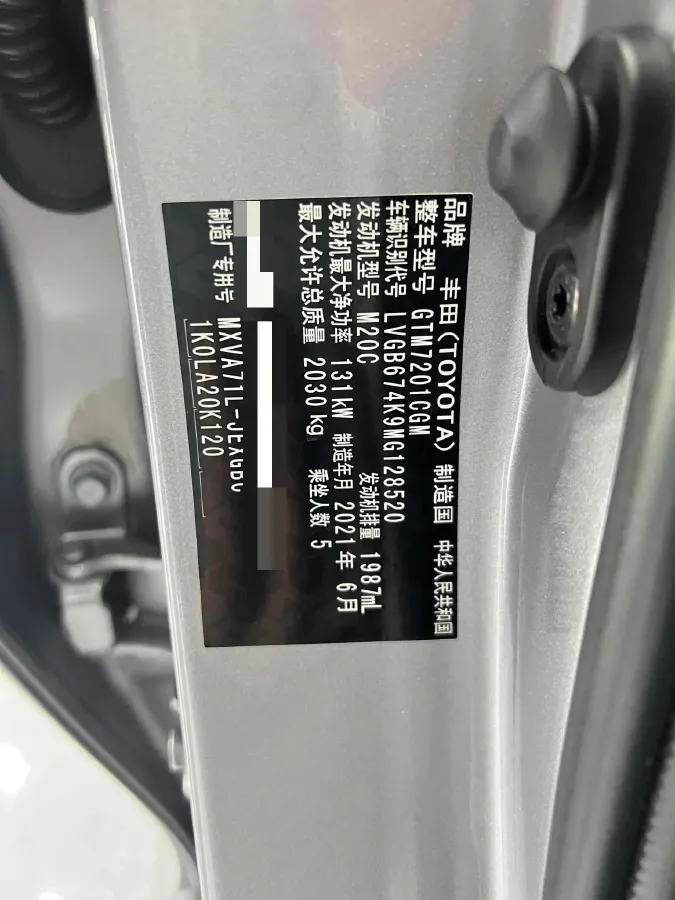 品牌 丰田(TOYOTA) 制造国 中华人民共和国
整车型号 GTM7201CGM
车辆识别代号 LVGB674K9MG128520
发动机型号 M20C 发动机排量 1987mL
发动机最大净功率 131kW 制造年月 2021年 6月
最大允许总质量 2030kg 乘坐人数 5
制造厂专用号 MXVA71L-JEXGBC
1K0LA20K120